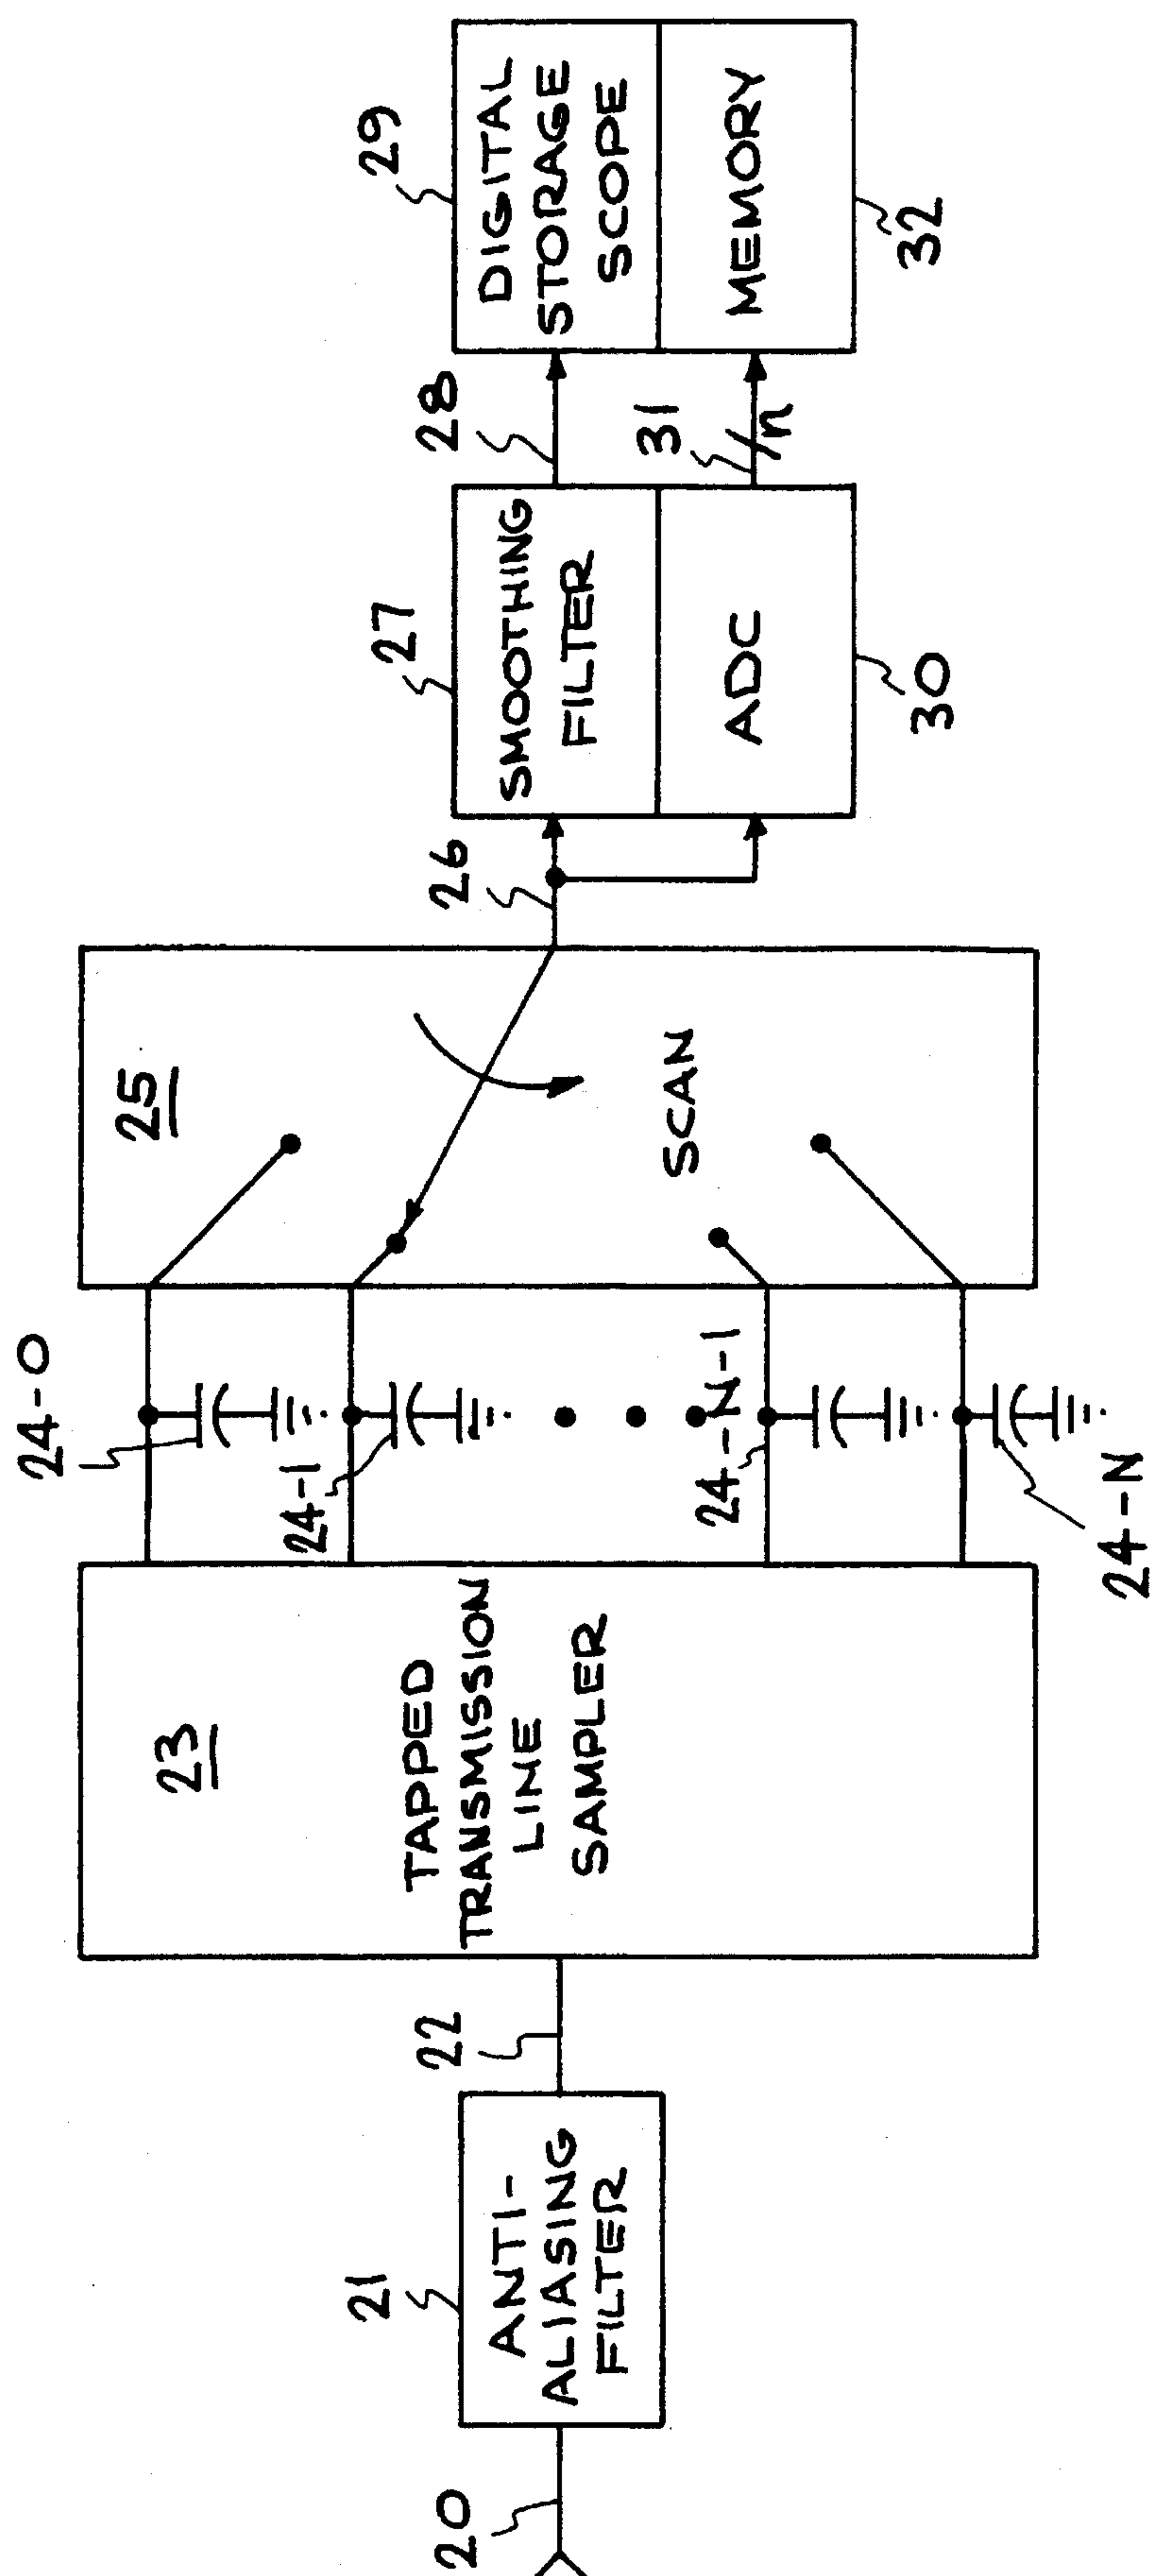 20
21
ANTI-
ALIASING
FILTER
22
23
TAPPED
TRANSMISSION
LINE
SAMPLER
24-0
24-1
24-N-1
24-N
25
SCAN
26
27
SMOOTHING
FILTER
ADC
30
28
31
n
29
DIGITAL
STORAGE
SCOPE
MEMORY
32